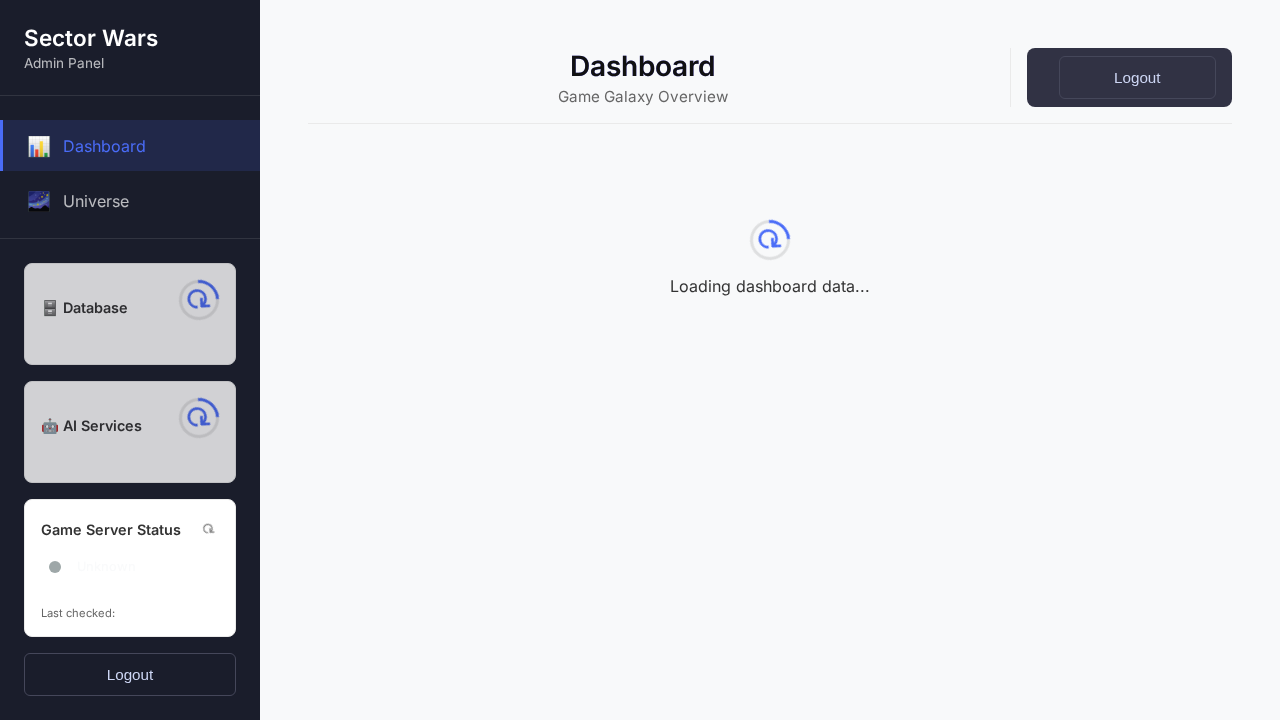 Sector Wars
Admin Panel
Dashboard
Universe
Database
AI Services
Game Server Status
Last checked:
Logout
Dashboard
Game Galaxy Overview
Logout
Loading dashboard data...